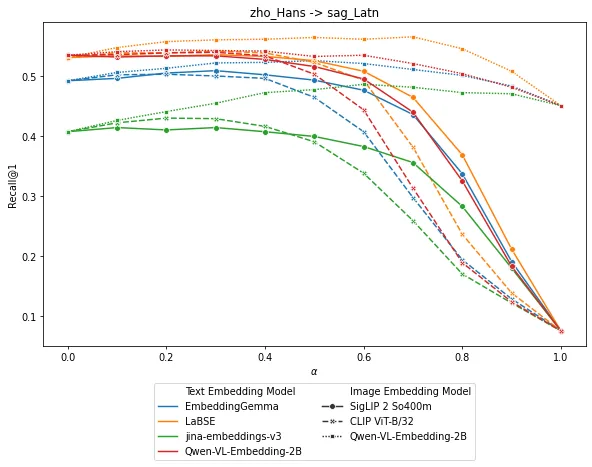 zho_Hans -> sag_Latn
Recall@1
0.5
0.4
0.3
0.2
0.1
0.0 0.2 0.4 0.6 0.8 1.0
α
Text Embedding Model Image Embedding Model
EmbeddingGemma SigLIP 2 So400m
LaBSE CLIP ViT-B/32
jina-embeddings-v3 Qwen-VL-Embedding-2B
Qwen-VL-Embedding-2B